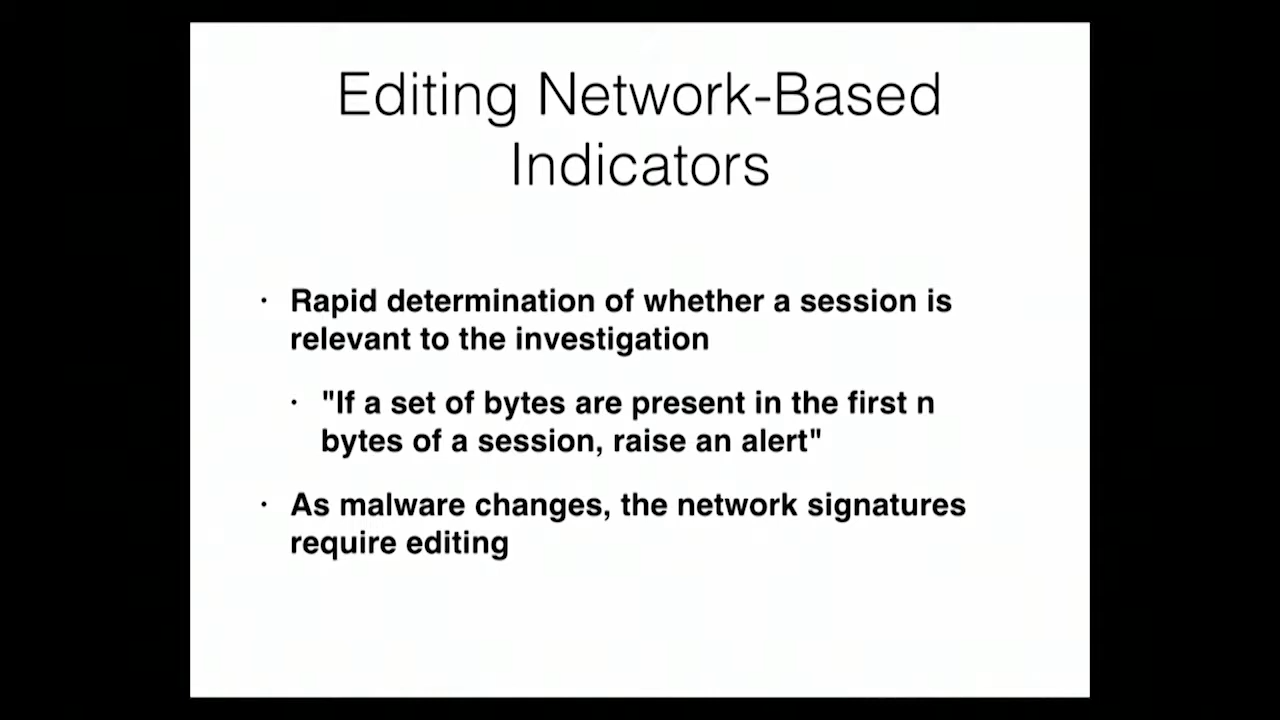 Editing Network-Based
Indicators
· Rapid determination of whether a session is
relevant to the investigation
· "If a set of bytes are present in the first n
bytes of a session, raise an alert"
· As malware changes, the network signatures
require editing